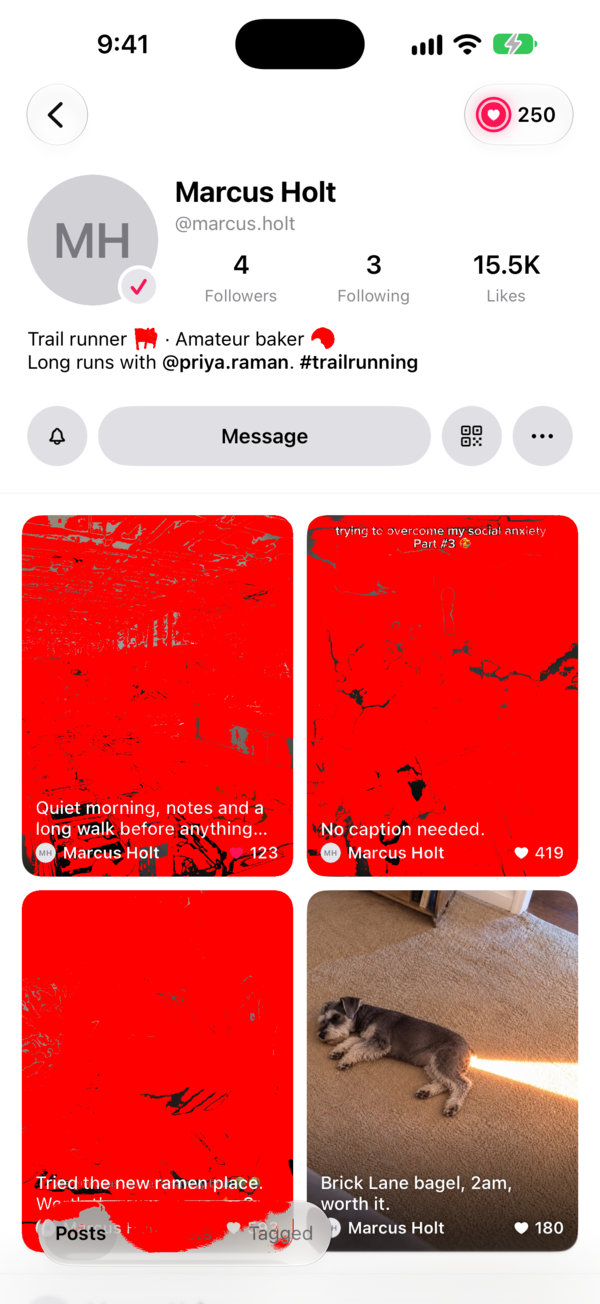 9:41
250
MH
Marcus Holt
@marcus.holt
4
3
15.5K
Followers
Following
Likes
Trail runner · Amateur baker
Long runs with @priya.raman. #trailrunning
Message
trying to overcome my social anxiety
Part #3
Quiet morning, notes and a
long walk before anything...
MH Marcus Holt
123
No caption needed.
MH Marcus Holt
419
Tried the new ramen place.
Brick Lane bagel, 2am,
worth it.
Marcus Holt
180
Posts
Tagged